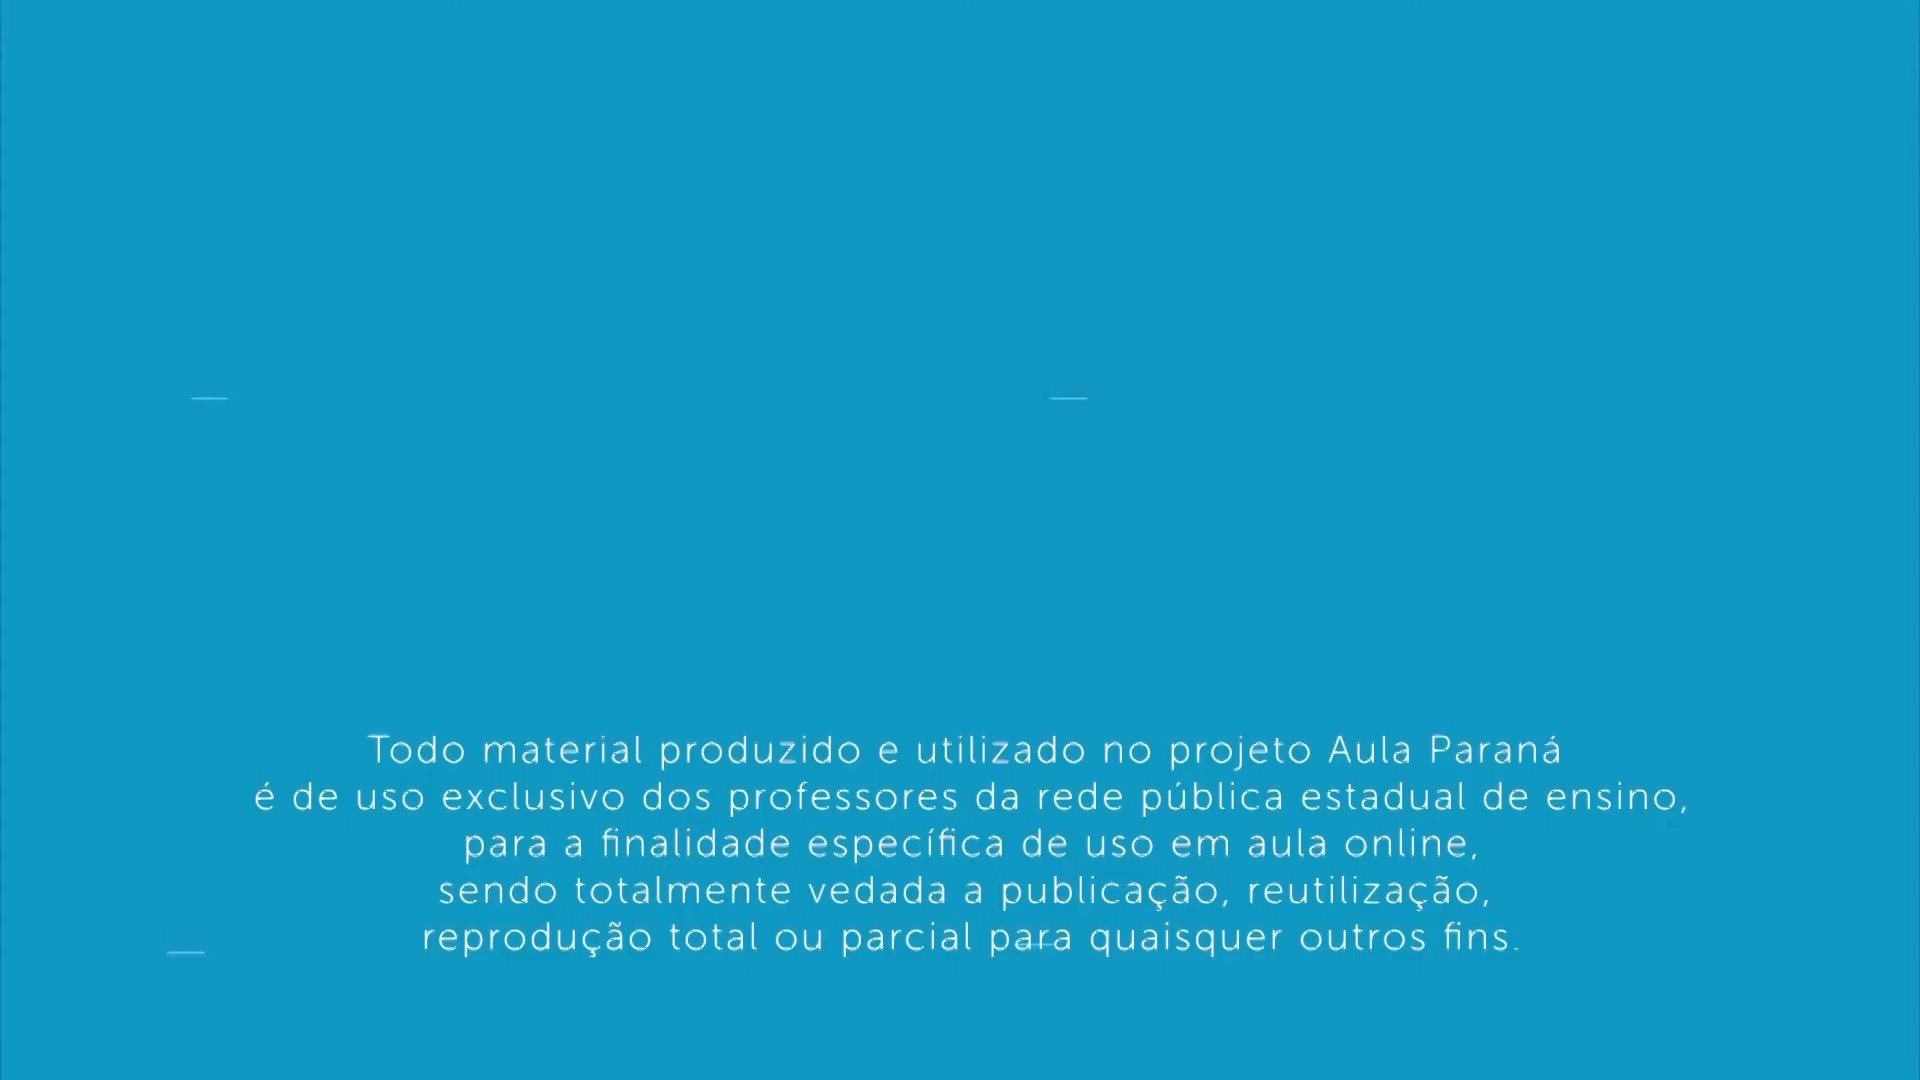 Todo material produzido e utilizado no projeto Aula Paraná
é de uso exclusivo dos professores da rede pública estadual de ensino,
para a finalidade específica de uso em aula online,
sendo totalmente vedada a publicação, reutilização,
reprodução total ou parcial para quaisquer outros fins.